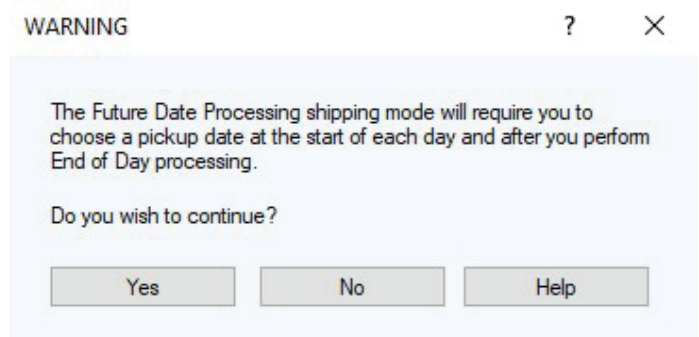 WARNING ?
The Future Date Processing shipping mode will require you to
choose a pickup date at the start of each day and after you perform
End of Day processing.
Do you wish to continue?
Yes No Help